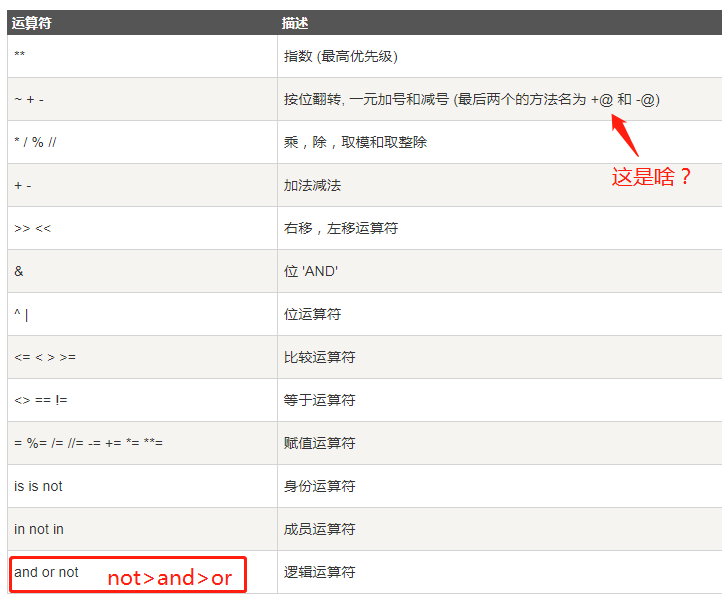 运算符 描述
** 指数 (最高优先级)
~ + - 按位翻转, 一元加号和减号 (最后两个的方法名为 +@ 和 -@)
* / % // 乘，除，取模和取整除
这是啥？
+ - 加法减法
>> << 右移，左移运算符
& 位 'AND'
^ | 位运算符
<= < > >= 比较运算符
<> == != 等于运算符
= %= /= //= -= += *= **= 赋值运算符
is is not 身份运算符
in not in 成员运算符
and or not not>and>or 逻辑运算符